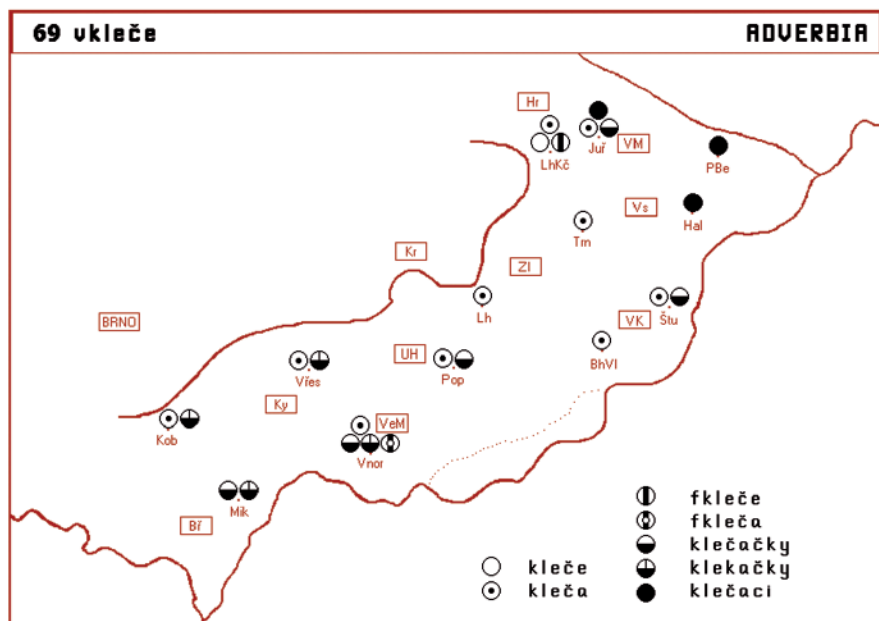 69 vkleče ADVERBIA
Hr
Juř VM
LhKč PBe
Vs
Hal
Trn
Kr
Zl
Lh
BRNO
VK Štu
BhVl
UH
Vřes Pop
Ky
VeM
Kob
Vnor
Mik
Bř
fkleče
fkleča
kleče klečačky
kleča klekačky
klečaci